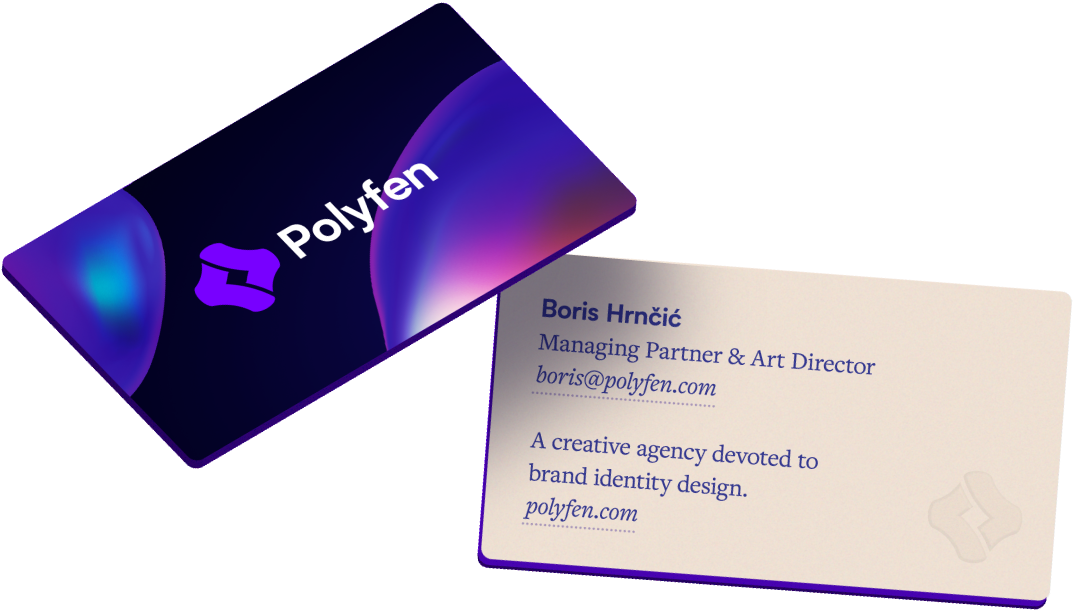 Polyfen
Boris Hrnčić
Managing Partner & Art Director
boris@polyfen.com
A creative agency devoted to
brand identity design.
polyfen.com